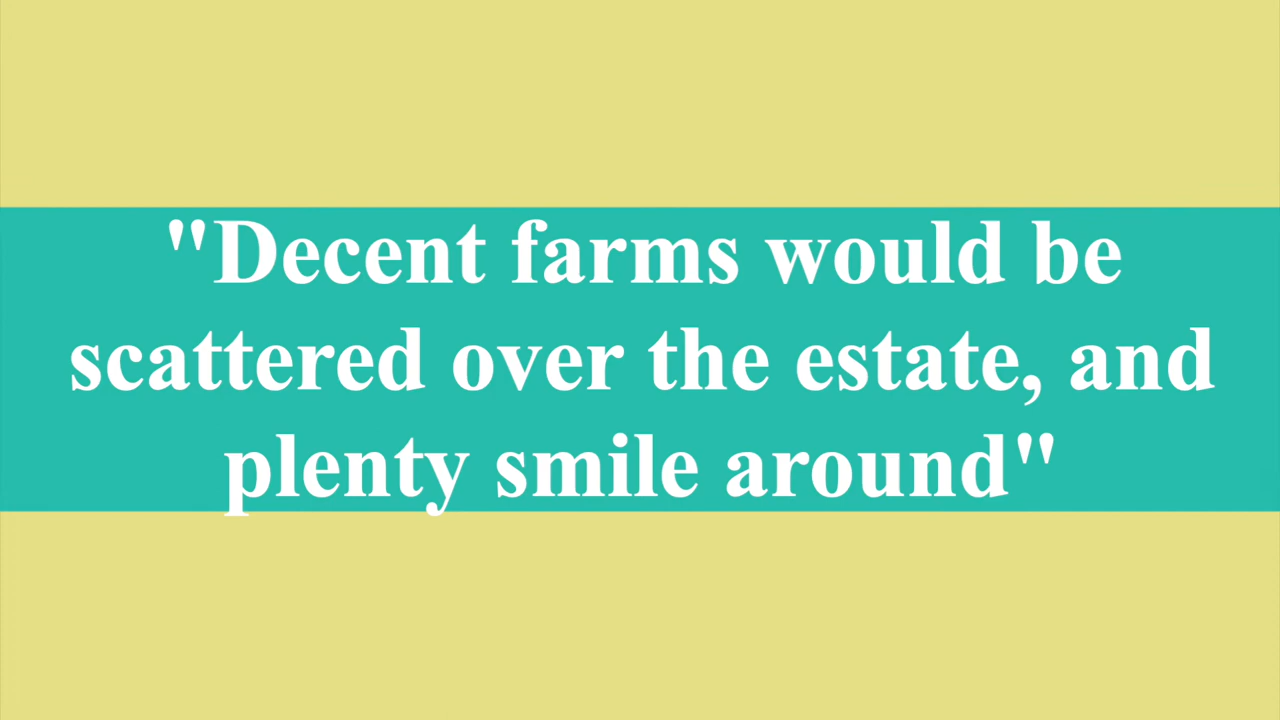 "Decent farms would be
scattered over the estate, and
plenty smile around"